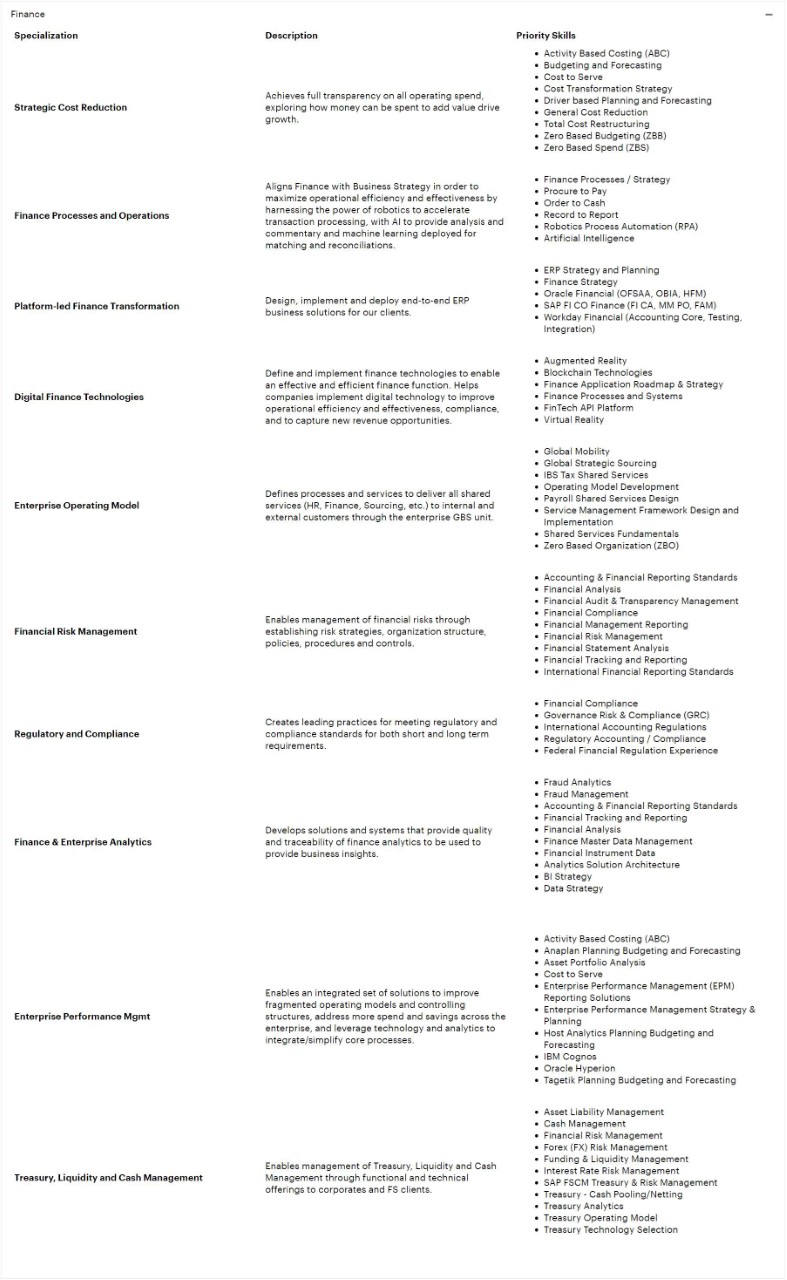 Finance
Specialization
Description
Priority Skills
Strategic Cost Reduction
Achieves full transparency on all operating spend,
exploring how money can be spent to add value drive
growth.
• Activity Based Costing (ABC)
• Budgeting and Forecasting
• Cost to Serve
• Cost Transformation Strategy
• Driver based Planning and Forecasting
• General Cost Reduction
• Total Cost Restructuring
• Zero Based Budgeting (ZBB)
• Zero Based Spend (ZBS)
Finance Processes and Operations
Aligns Finance with Business Strategy in order to
maximize operational efficiency and effectiveness by
harnessing the power of robotics to accelerate
transaction processing, with AI to provide analysis and
commentary and machine learning deployed for
matching and reconciliations.
• Finance Processes / Strategy
• Procure to Pay
• Order to Cash
• Record to Report
• Robotics Process Automation (RPA)
• Artificial Intelligence
Platform-led Finance Transformation
Design, implement and deploy end-to-end ERP
business solutions for our clients.
• ERP Strategy and Planning
• Finance Strategy
• Oracle Financial (OFSAA, OBIA, HFM)
• SAP FI CO Finance (FI CA, MM PO, FAM)
• Workday Financial (Accounting Core, Testing,
Integration)
Digital Finance Technologies
Define and implement finance technologies to enable
an effective and efficient finance function. Helps
companies implement digital technology to improve
operational efficiency and effectiveness, compliance,
and to capture new revenue opportunities.
• Augmented Reality
• Blockchain Technologies
• Finance Application Roadmap & Strategy
• Finance Processes and Systems
• FinTech API Platform
• Virtual Reality
Enterprise Operating Model
Defines processes and services to deliver all shared
services (HR, Finance, Sourcing, etc.) to internal and
external customers through the enterprise GBS unit.
• Global Mobility
• Global Strategic Sourcing
• IBS Tax Shared Services
• Operating Model Development
• Payroll Shared Services Design
• Service Management Framework Design and
Implementation
• Shared Services Fundamentals
• Zero Based Organization (ZBO)
Financial Risk Management
Enables management of financial risks through
establishing risk strategies, organization structure,
policies, procedures and controls.
• Accounting & Financial Reporting Standards
• Financial Analysis
• Financial Audit & Transparency Management
• Financial Compliance
• Financial Management Reporting
• Financial Risk Management
• Financial Statement Analysis
• Financial Tracking and Reporting
• International Financial Reporting Standards
Regulatory and Compliance
Creates leading practices for meeting regulatory and
compliance standards for both short and long term
requirements.
• Financial Compliance
• Governance Risk & Compliance (GRC)
• International Accounting Regulations
• Regulatory Accounting / Compliance
• Federal Financial Regulation Experience
Finance & Enterprise Analytics
Develops solutions and systems that provide quality
and traceability of finance analytics to be used to
provide business insights.
• Fraud Analytics
• Fraud Management
• Accounting & Financial Reporting Standards
• Financial Tracking and Reporting
• Financial Analysis
• Finance Master Data Management
• Financial Instrument Data
• Analytics Solution Architecture
• BI Strategy
• Data Strategy
Enterprise Performance Mgmt
Enables an integrated set of solutions to improve
fragmented operating models and controlling
structures, address more spend and savings across the
enterprise, and leverage technology and analytics to
integrate/simplify core processes.
• Activity Based Costing (ABC)
• Anaplan Planning Budgeting and Forecasting
• Asset Portfolio Analysis
• Cost to Serve
• Enterprise Performance Management (EPM)
Reporting Solutions
• Enterprise Performance Management Strategy &
Planning
• Host Analytics Planning Budgeting and
Forecasting
• IBM Cognos
• Oracle Hyperion
• Tagetik Planning Budgeting and Forecasting
Treasury, Liquidity and Cash Management
Enables management of Treasury, Liquidity and Cash
Management through functional and technical
offerings to corporates and FS clients.
• Asset Liability Management
• Cash Management
• Financial Risk Management
• Forex (FX) Risk Management
• Funding & Liquidity Management
• Interest Rate Risk Management
• SAP FSCM Treasury & Risk Management
• Treasury - Cash Pooling/Netting
• Treasury Analytics
• Treasury Operating Model
• Treasury Technology Selection